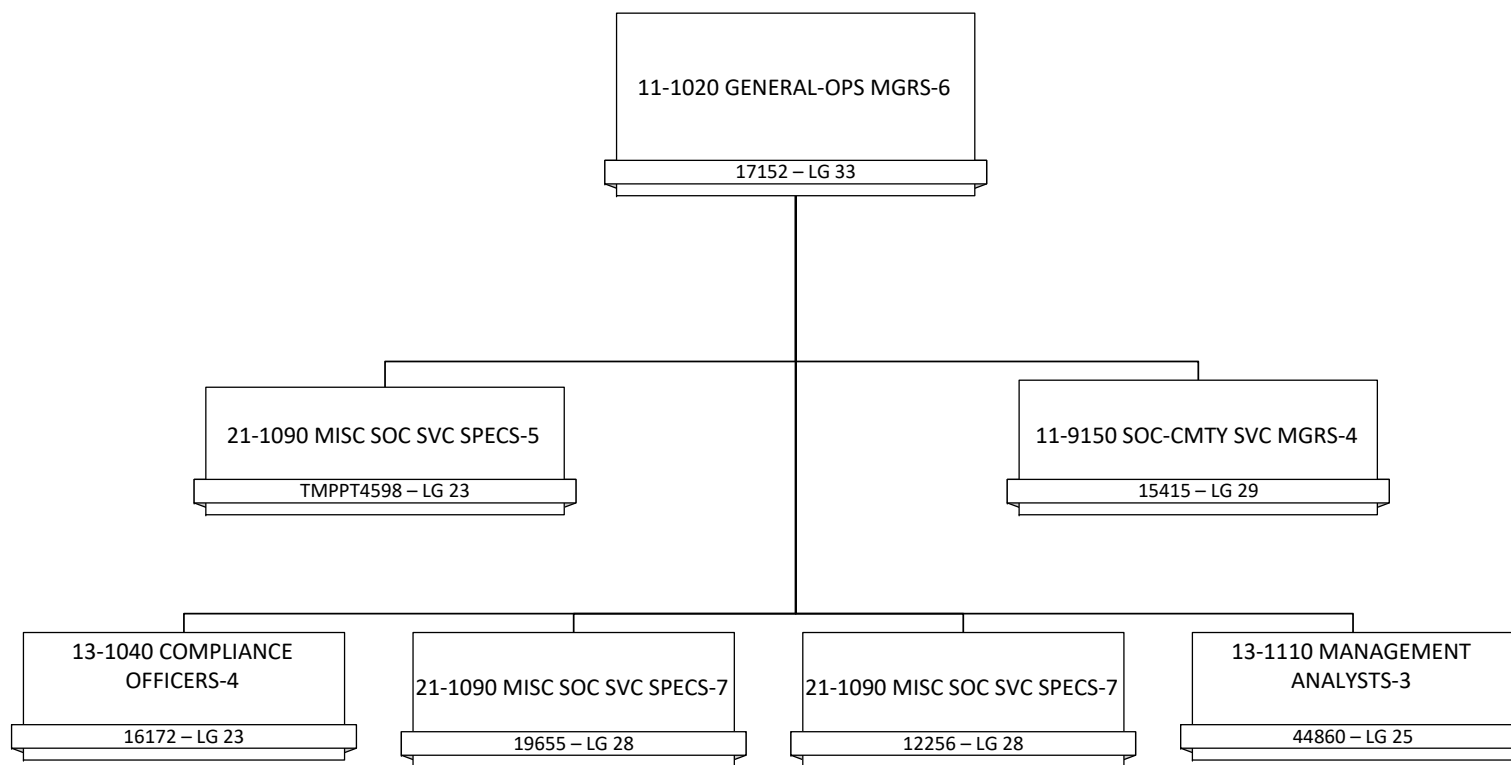 11-1020 GENERAL-OPS MGRS-6
17152 – LG 33
21-1090 MISC SOC SVC SPECS-5
TMPPT4598 – LG 23
11-9150 SOC-CMTY SVC MGRS-4
15415 – LG 29
13-1040 COMPLIANCE
OFFICERS-4
16172 – LG 23
21-1090 MISC SOC SVC SPECS-7
19655 – LG 28
21-1090 MISC SOC SVC SPECS-7
12256 – LG 28
13-1110 MANAGEMENT
ANALYSTS-3
44860 – LG 25